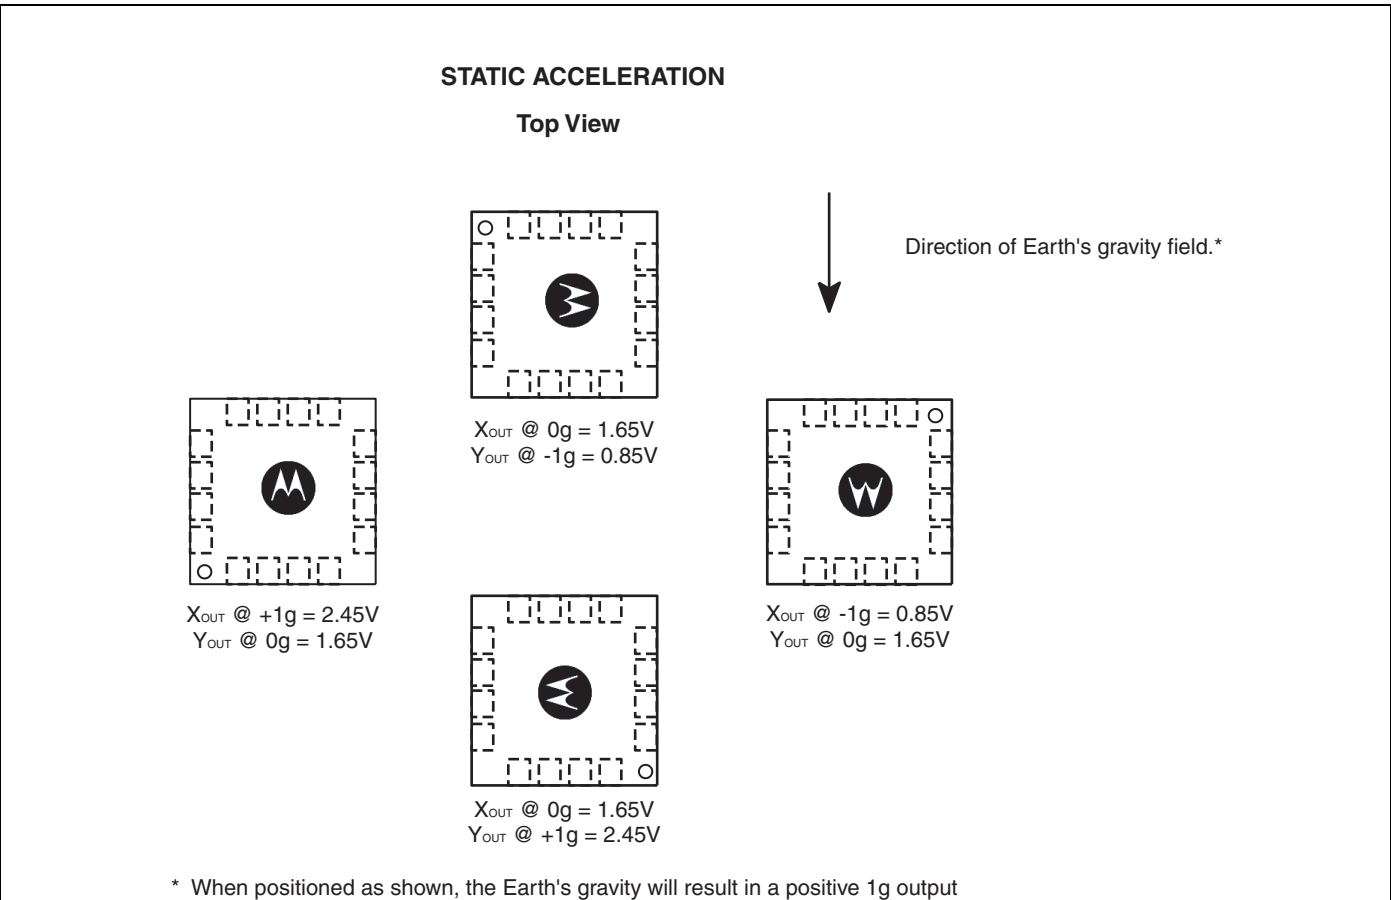 STATIC ACCELERATION
Top View
Direction of Earth's gravity field.*
XOUT @ 0g = 1.65V
YOUT @ -1g = 0.85V
XOUT @ +1g = 2.45V
YOUT @ 0g = 1.65V
XOUT @ -1g = 0.85V
YOUT @ 0g = 1.65V
XOUT @ 0g = 1.65V
YOUT @ +1g = 2.45V
* When positioned as shown, the Earth's gravity will result in a positive 1g output